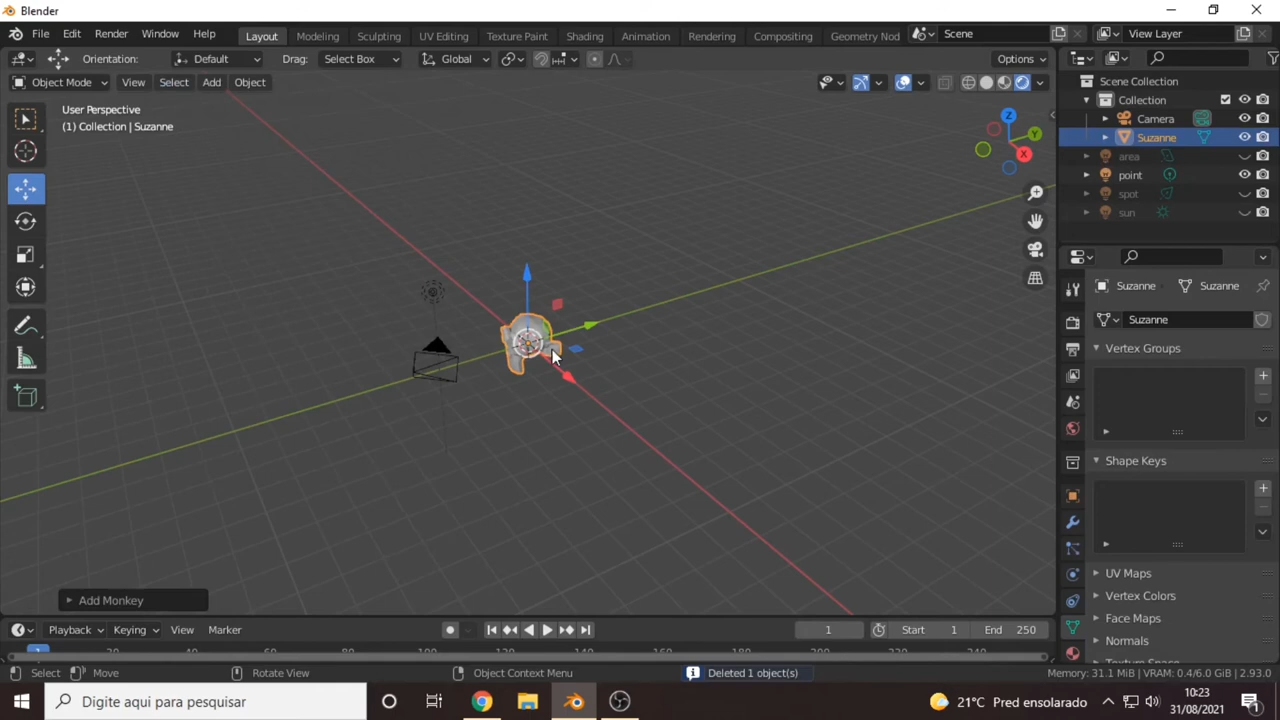 Blender
File Edit Render Window Help Layout Modeling Sculpting UV Editing Texture Paint Shading Animation Rendering Compositing Geometry Nod Scene View Layer
Orientation: Default Drag: Select Box Global Options
Object Mode View Select Add Object
User Perspective
(1) Collection | Suzanne
Z
Y
X
Scene Collection
Collection
Camera
Suzanne
area
point
spot
sun
Suzanne Suzanne
Suzanne
Vertex Groups
Shape Keys
UV Maps
Vertex Colors
Face Maps
Normals
Texture Space
Add Monkey
Playback Keying View Marker 1 Start 1 End 250
Select Move Rotate View Object Context Menu Deleted 1 object(s) Memory: 31.1 MiB | VRAM: 0.4/6.0 GiB | 2.93.0
Digite aqui para pesquisar 21°C Pred ensolarado 10:23
31/08/2021 1